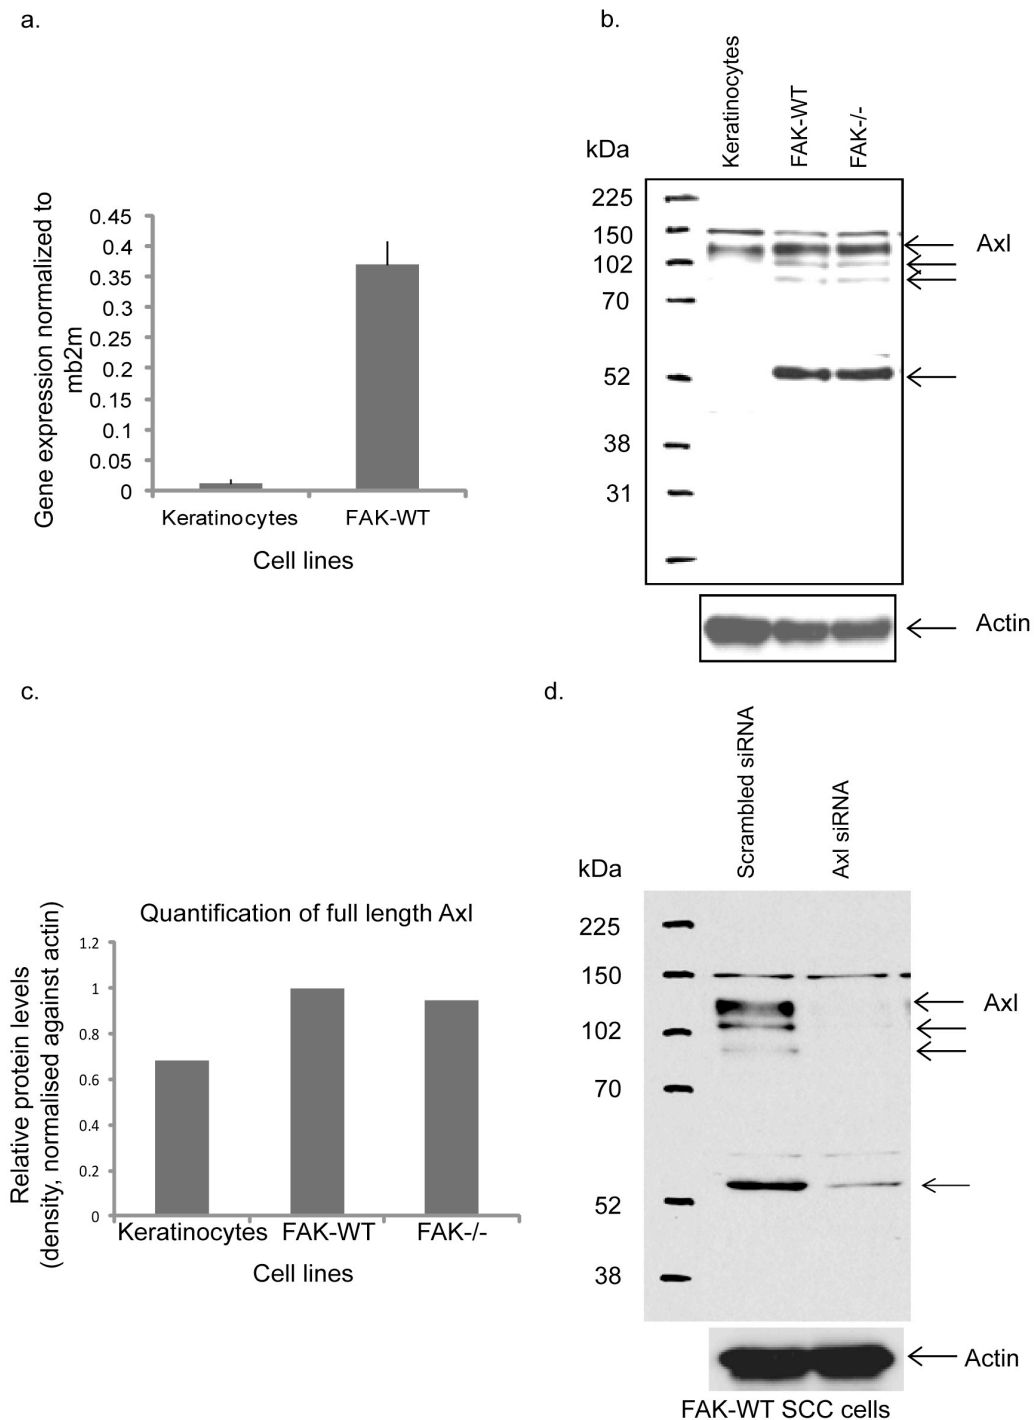 a.
Gene expression normalized to
mb2m
0.45
0.4
0.35
0.3
0.25
0.2
0.15
0.1
0.05
0
Keratinocytes
FAK-WT
Cell lines
b.
Keratinocytes
FAK-WT
FAK-/-
kDa
225
150
102
70
52
38
31
Axl
Actin
c.
Quantification of full length Axl
Relative protein levels
(density, normalised against actin)
1.2
1
0.8
0.6
0.4
0.2
0
Keratinocytes
FAK-WT
FAK-/-
Cell lines
d.
Scrambled siRNA
Axl siRNA
kDa
225
150
102
70
52
38
Axl
Actin
FAK-WT SCC cells